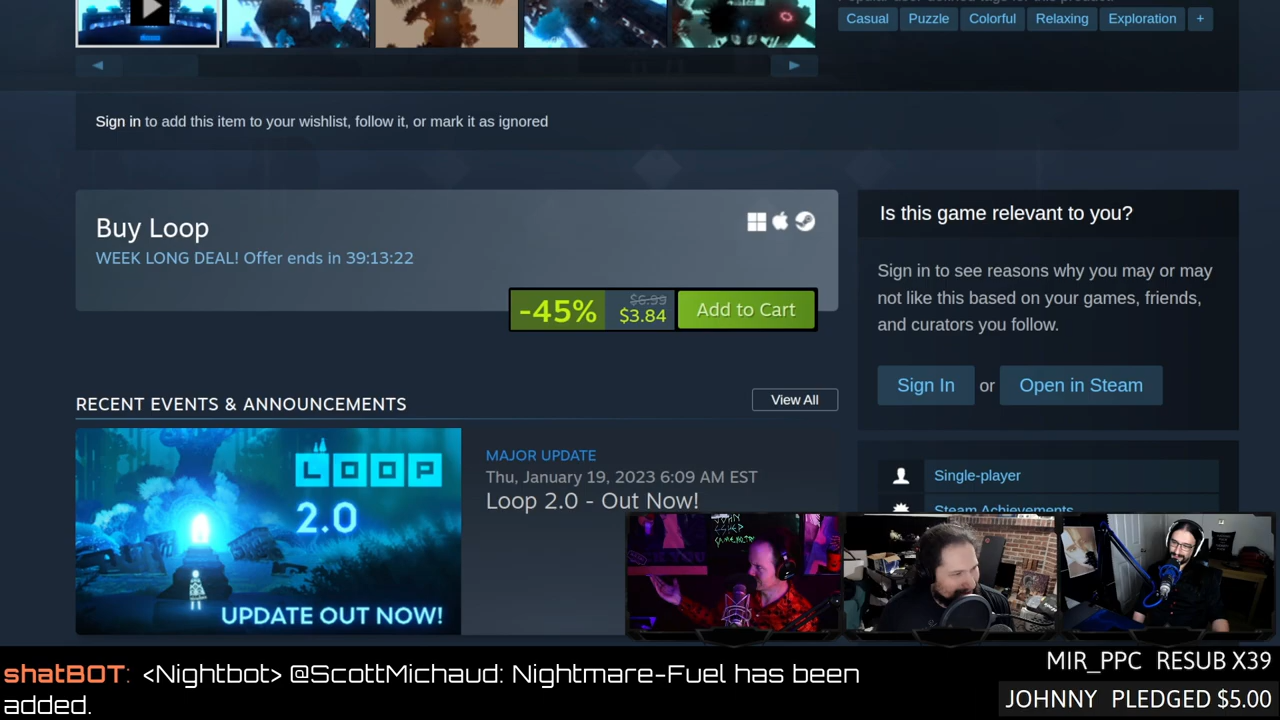 Casual
Puzzle
Colorful
Relaxing
Exploration
+
Sign in to add this item to your wishlist, follow it, or mark it as ignored
Buy Loop
WEEK LONG DEAL! Offer ends in 39:13:22
-45%
$6.99
$3.84
Add to Cart
Is this game relevant to you?
Sign in to see reasons why you may or may
not like this based on your games, friends,
and curators you follow.
Sign In or Open in Steam
RECENT EVENTS & ANNOUNCEMENTS
View All
LOOP
2.0
UPDATE OUT NOW!
MAJOR UPDATE
Thu, January 19, 2023 6:09 AM EST
Loop 2.0 - Out Now!
Single-player
Steam Achievements
shatBOT: <Nightbot> @ScottMichaud: Nightmare-Fuel has been
added.
MIR_PPC RESUB X39
JOHNNY PLEDGED $5.00